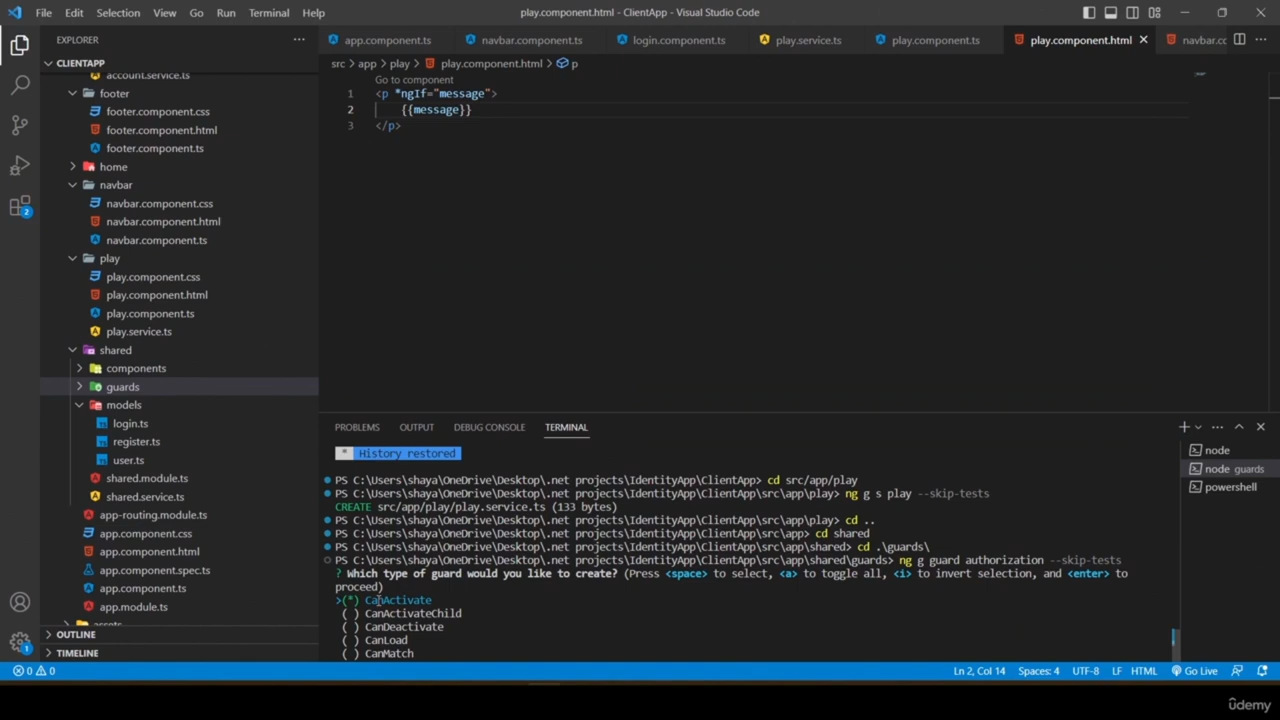 File Edit Selection View Go Run Terminal Help
play.component.html - ClientApp - Visual Studio Code
EXPLORER
CLIENTAPP
account.service.ts
footer
footer.component.css
footer.component.html
footer.component.ts
home
navbar
navbar.component.css
navbar.component.html
navbar.component.ts
play
play.component.css
play.component.html
play.component.ts
play.service.ts
shared
components
guards
models
login.ts
register.ts
user.ts
shared.module.ts
shared.service.ts
app-routing.module.ts
app.component.css
app.component.html
app.component.spec.ts
app.component.ts
app.module.ts
assets
OUTLINE
TIMELINE
app.component.ts navbar.component.ts login.component.ts play.service.ts play.component.ts play.component.html navbar.cc
src > app > play > play.component.html > p
Go to component
1 <p *ngIf="message">
2 {{message}}
3 </p>
PROBLEMS OUTPUT DEBUG CONSOLE TERMINAL
* History restored
PS C:\Users\shaya\OneDrive\Desktop\.net projects\IdentityApp\ClientApp> cd src/app/play
PS C:\Users\shaya\OneDrive\Desktop\.net projects\IdentityApp\ClientApp\src\app\play> ng g s play --skip-tests
CREATE src/app/play/play.service.ts (133 bytes)
PS C:\Users\shaya\OneDrive\Desktop\.net projects\IdentityApp\ClientApp\src\app\play> cd ..
PS C:\Users\shaya\OneDrive\Desktop\.net projects\IdentityApp\ClientApp\src\app> cd shared
PS C:\Users\shaya\OneDrive\Desktop\.net projects\IdentityApp\ClientApp\src\app\shared> cd .\guards\
PS C:\Users\shaya\OneDrive\Desktop\.net projects\IdentityApp\ClientApp\src\app\shared\guards> ng g guard authorization --skip-tests
? Which type of guard would you like to create? (Press <space> to select, <a> to toggle all, <i> to invert selection, and <enter> to
proceed)
>(*) CanActivate
( ) CanActivateChild
( ) CanDeactivate
( ) CanLoad
( ) CanMatch
node
node guards
powershell
0 0
Ln 2, Col 14 Spaces: 4 UTF-8 LF HTML Go Live
2
1
ûdemy